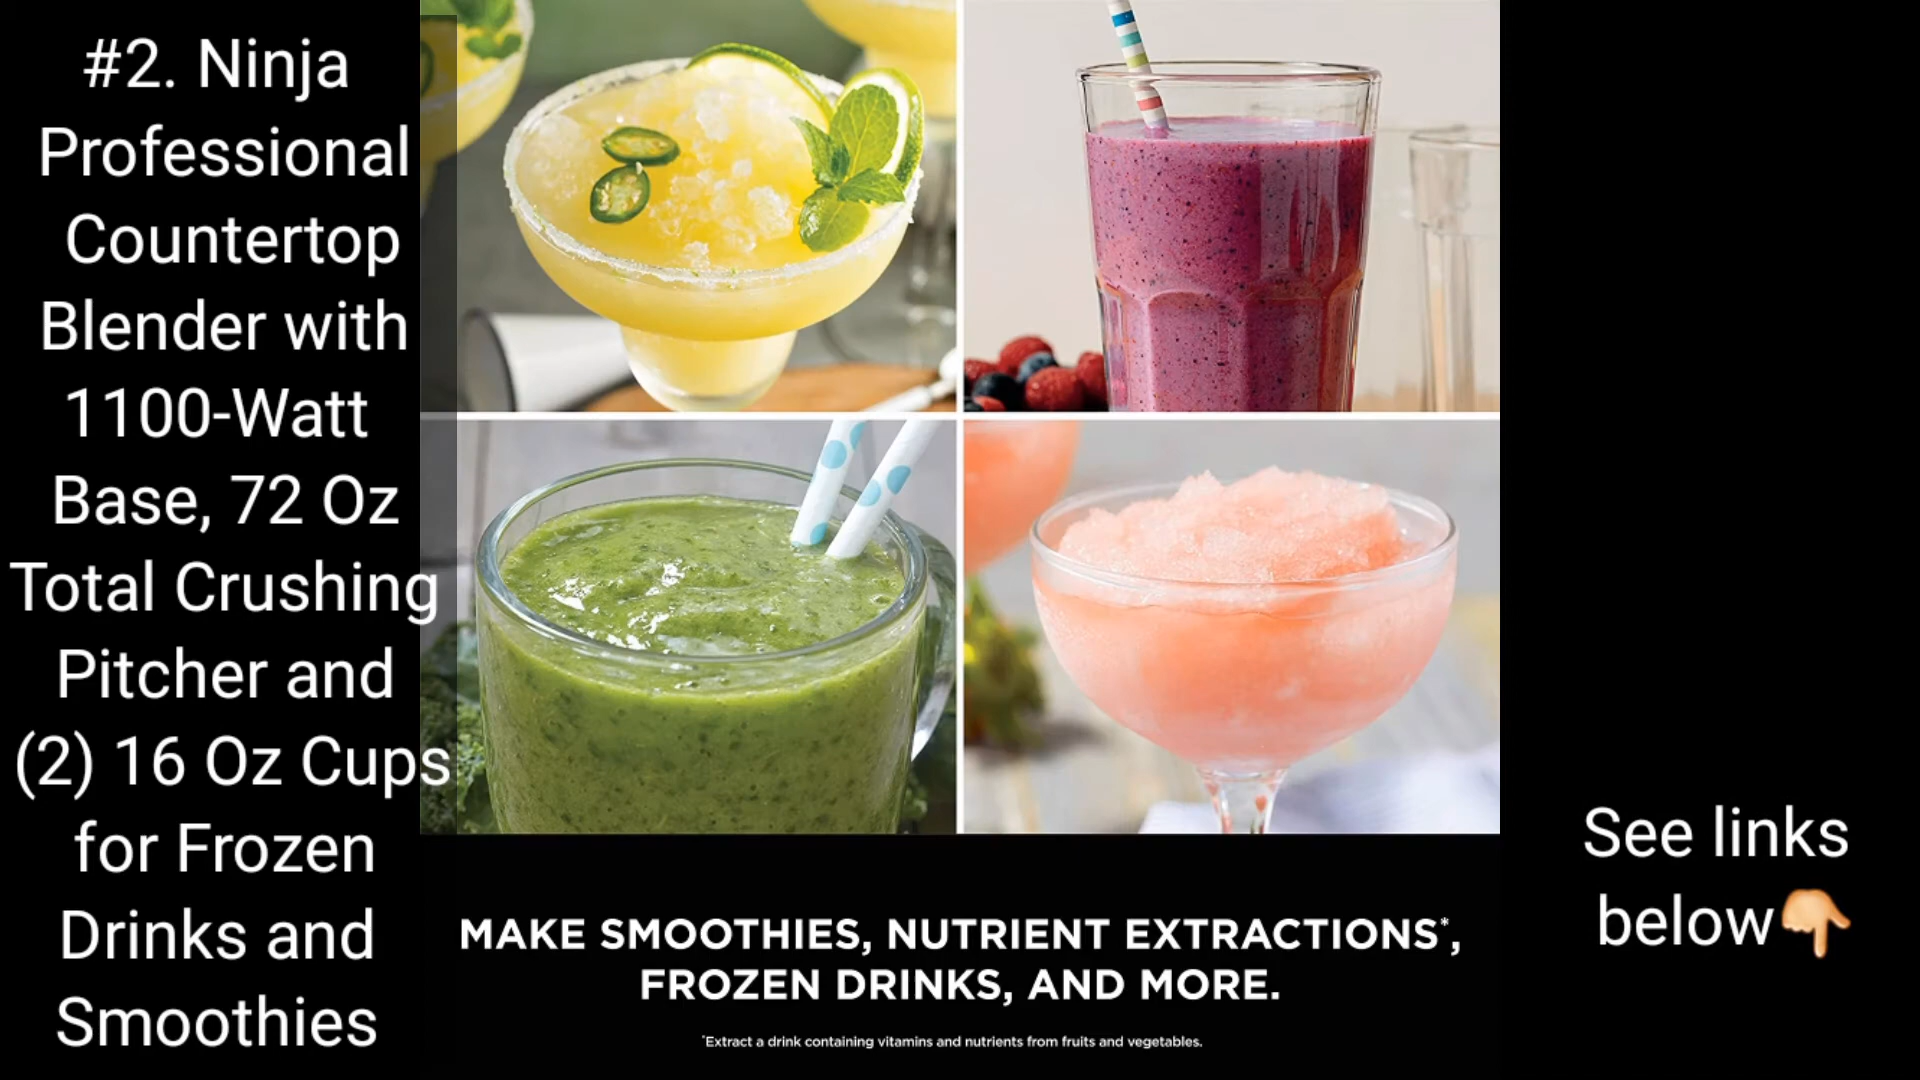 #2. Ninja
Professional
Countertop
Blender with
1100-Watt
Base, 72 Oz
Total Crushing
Pitcher and
(2) 16 Oz Cups
for Frozen
Drinks and
Smoothies
MAKE SMOOTHIES, NUTRIENT EXTRACTIONS*,
FROZEN DRINKS, AND MORE.
*Extract a drink containing vitamins and nutrients from fruits and vegetables.
See links
below👇